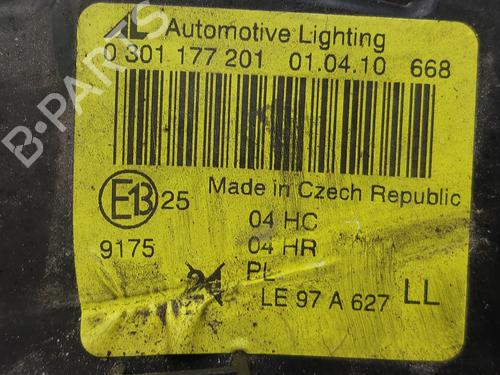 AL Automotive Lighting
0 301 177 201 01.04.10 668
E13 25 Made in Czech Republic
04 HC
9175 04 HR
PL
LE 97 A 627 LL
B-PARTS